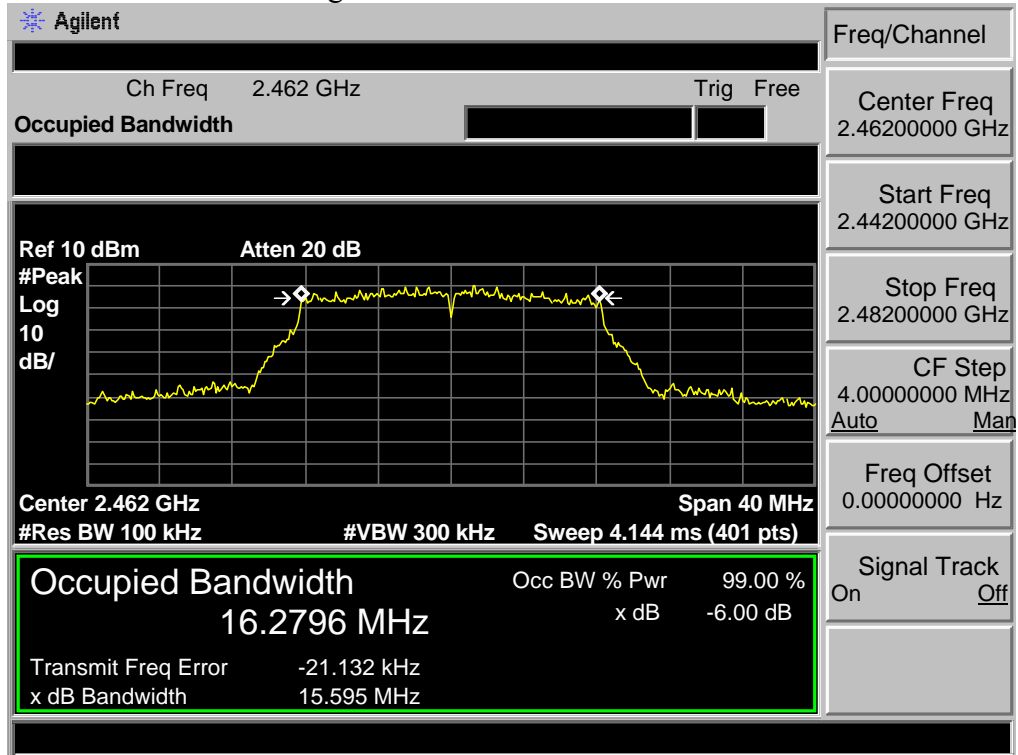 Agilent
Freq/Channel
Ch Freq 2.462 GHz Trig Free
Occupied Bandwidth
Center Freq
2.46200000 GHz
Start Freq
2.44200000 GHz
Stop Freq
2.48200000 GHz
CF Step
4.00000000 MHz
Auto Man
Freq Offset
0.00000000 Hz
Signal Track
On Off
Ref 10 dBm Atten 20 dB
#Peak
Log
10
dB/
Center 2.462 GHz Span 40 MHz
#Res BW 100 kHz #VBW 300 kHz Sweep 4.144 ms (401 pts)
Occupied Bandwidth Occ BW % Pwr 99.00 %
16.2796 MHz x dB -6.00 dB
Transmit Freq Error -21.132 kHz
x dB Bandwidth 15.595 MHz